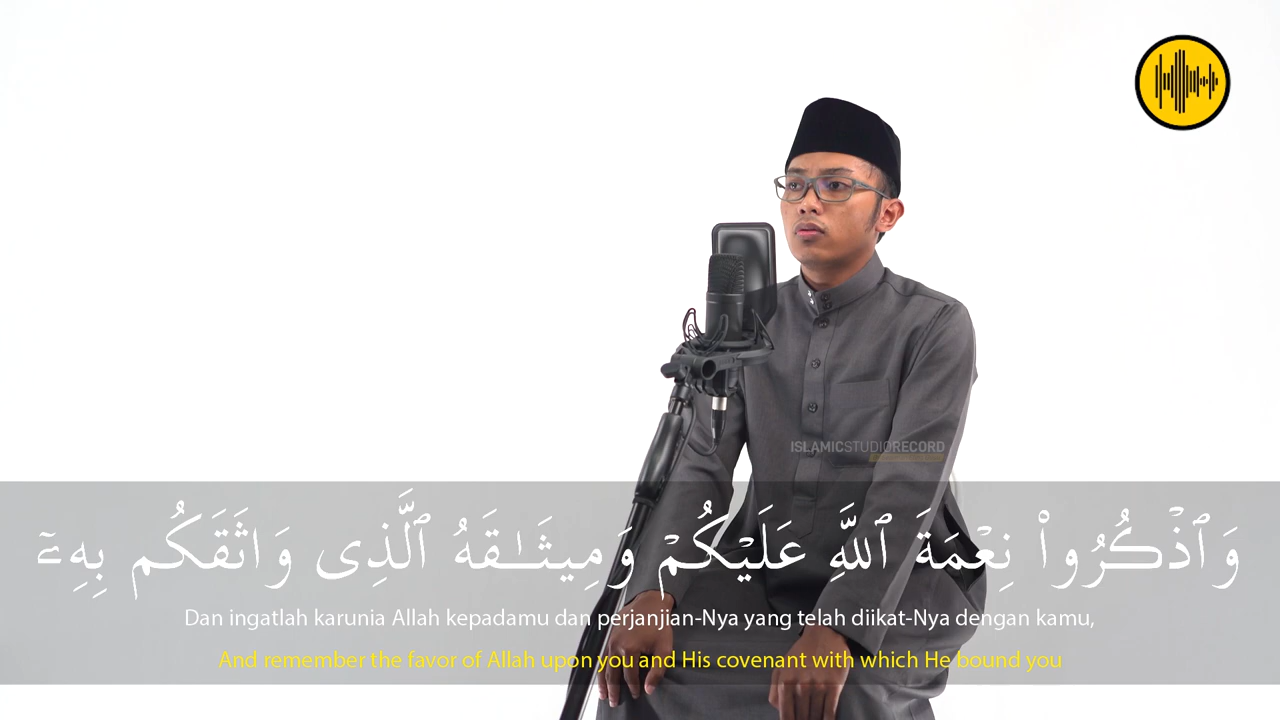 ISLAMICSTUDIORECORD
وَٱذْكُرُوا۟ نِعْمَةَ ٱللَّهِ عَلَيْكُمْ وَمِيثَـٰقَهُ ٱلَّذِى وَاثَقَكُم بِهِۦٓ
Dan ingatlah karunia Allah kepadamu dan perjanjian-Nya yang telah diikat-Nya dengan kamu,
And remember the favor of Allah upon you and His covenant with which He bound you